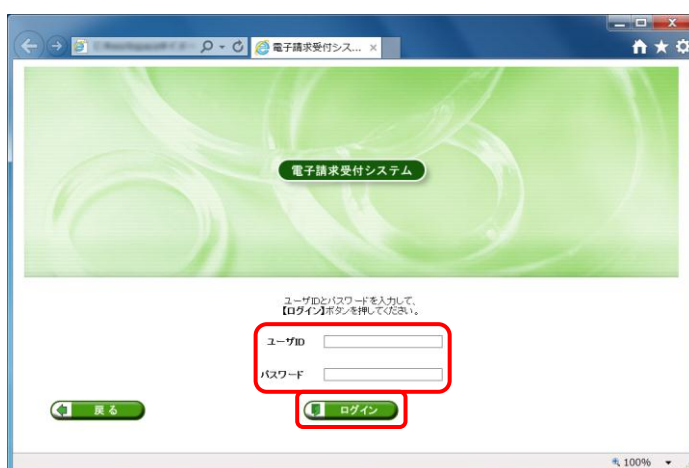 電子請求受付シス...
電子請求受付システム
ユーザIDとパスワードを入力して、
【ログイン】ボタンを押してください。
ユーザID
パスワード
戻る
ログイン
100%